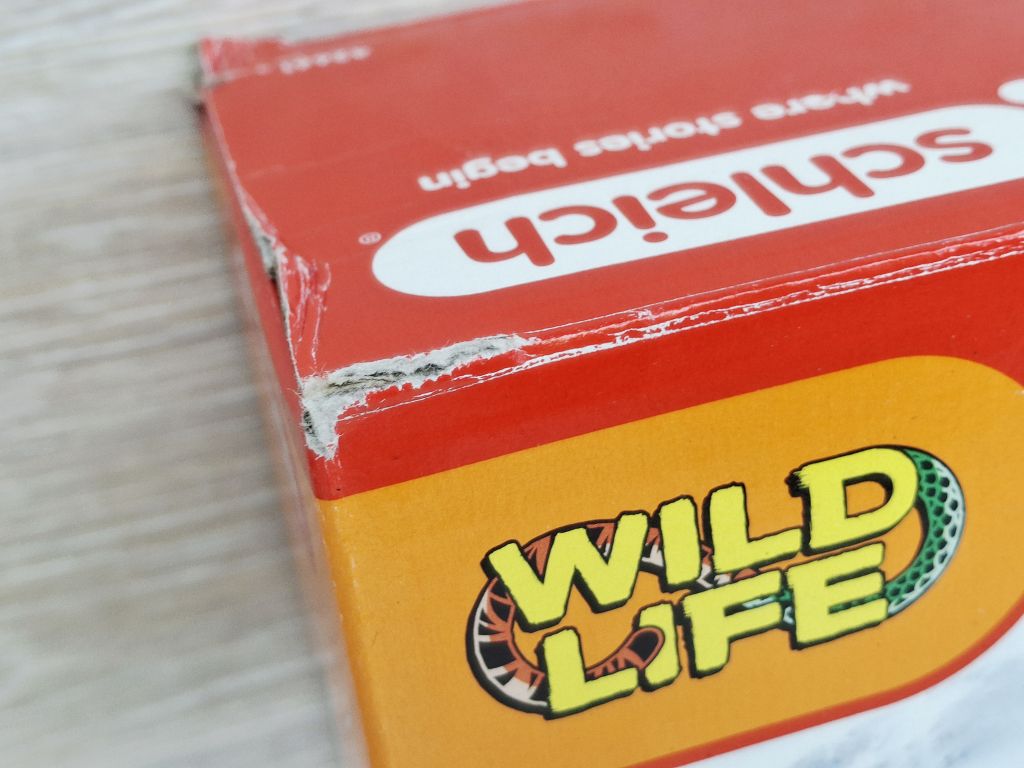 where stories begin
schleich
®
WILD
LIFE